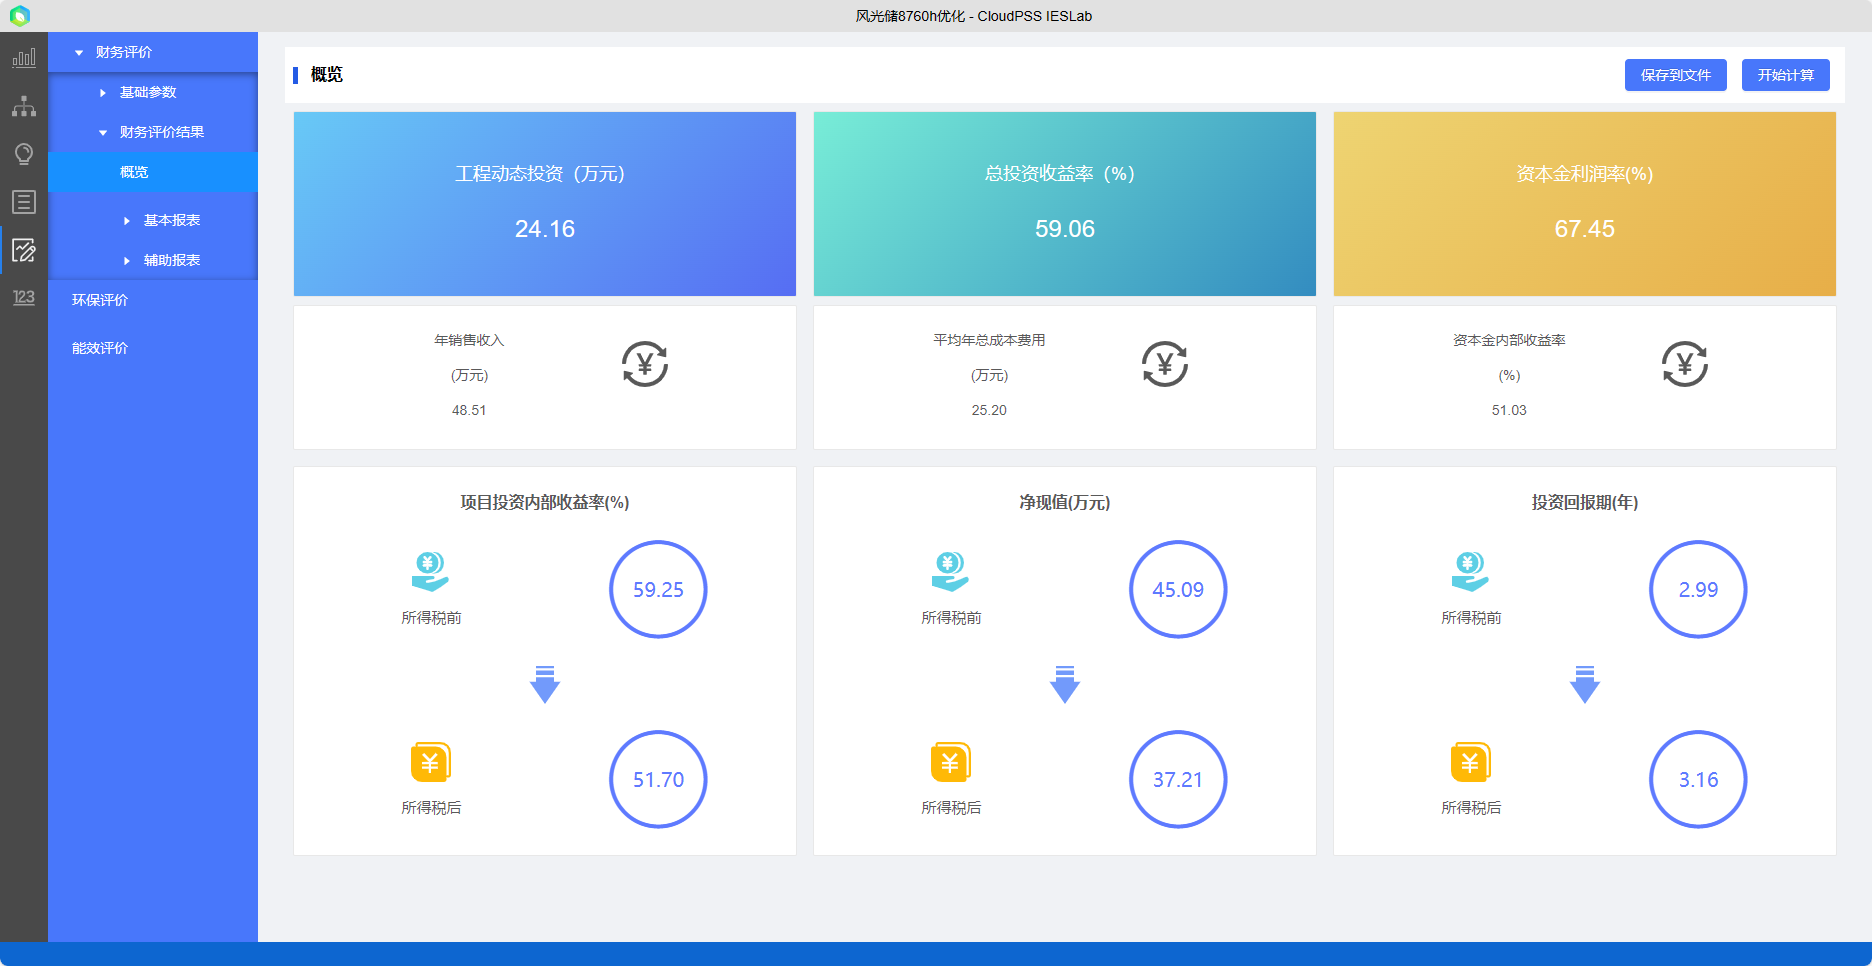 风光储8760h优化 - CloudPSS IESLab
财务评价
基础参数
财务评价结果
概览
基本报表
辅助报表
环保评价
能效评价
123
概览
保存到文件
开始计算
工程动态投资（万元）
24.16
总投资收益率（%）
59.06
资本金利润率(%)
67.45
年销售收入
(万元)
48.51
平均年总成本费用
(万元)
25.20
资本金内部收益率
(%)
51.03
项目投资内部收益率(%)
所得税前
59.25
所得税后
51.70
净现值(万元)
所得税前
45.09
所得税后
37.21
投资回报期(年)
所得税前
2.99
所得税后
3.16